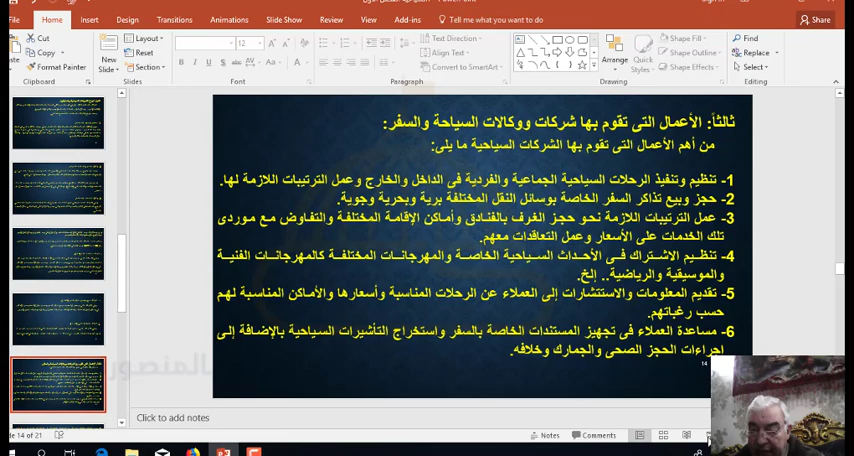 File
Home
Insert
Design
Transitions
Animations
Slide Show
Review
View
Add-ins
Tell me what you want to do
Share
Cut
Copy
Format Painter
Clipboard
New
Slide
Layout
Reset
Section
Slides
12
Font
Text Direction
Align Text
Convert to SmartArt
Paragraph
Arrange
Quick
Styles
Shape Fill
Shape Outline
Shape Effects
Drawing
Find
Replace
Select
Editing
ثالثاً: الأعمال التى تقوم بها شركات ووكالات السياحة والسفر:
من أهم الأعمال التى تقوم بها الشركات السياحية ما يلى:
1- تنظيم وتنفيذ الرحلات السياحية الجماعية والفردية فى الداخل والخارج وعمل الترتيبات اللازمة لها.
2- حجز وبيع تذاكر السفر الخاصة بوسائل النقل المختلفة برية وبحرية وجوية.
3- عمل الترتيبات اللازمة نحو حجز الغرف بالفنادق وأماكن الإقامة المختلفة والتفاوض مع موردى
تلك الخدمات على الأسعار وعمل التعاقدات معهم.
4- تنظيم الاشتراك فى الأحداث السياحية الخاصة والمهرجانات المختلفة كالمهرجانات الفنية
والموسيقية والرياضية.. إلخ.
5- تقديم المعلومات والاستشارات إلى العملاء عن الرحلات المناسبة وأسعارها والأماكن المناسبة لهم
حسب رغباتهم.
6- مساعدة العملاء فى تجهيز المستندات الخاصة بالسفر واستخراج التأشيرات السياحية بالإضافة إلى
إجراءات الحجز الصحى والجمارك وخلافه.
14
Click to add notes
14 of 21
Notes
Comments